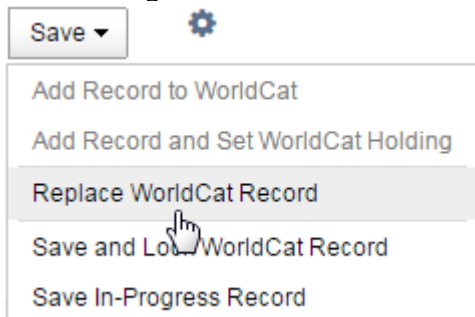 Save
Add Record to WorldCat
Add Record and Set WorldCat Holding
Replace WorldCat Record
Save and WorldCat Record
Save In-Progress Record